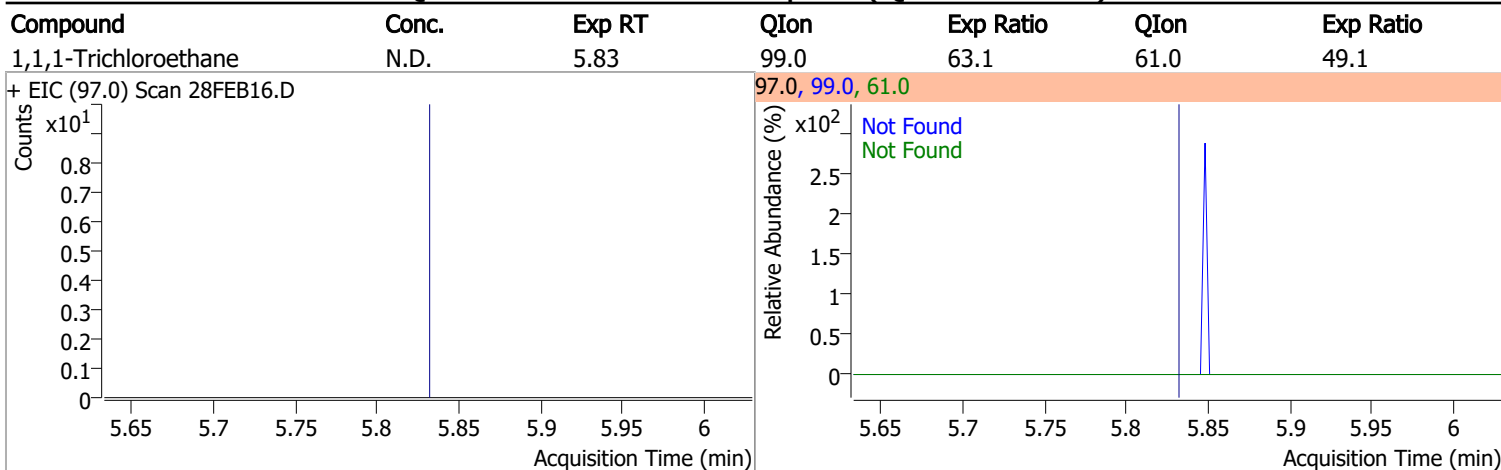 Compound Conc. Exp RT QIon Exp Ratio QIon Exp Ratio
1,1,1-Trichloroethane N.D. 5.83 99.0 63.1 61.0 49.1
+ EIC (97.0) Scan 28FEB16.D
Counts
x10¹
0.8
0.7
0.6
0.5
0.4
0.3
0.2
0.1
0
5.65 5.7 5.75 5.8 5.85 5.9 5.95 6
Acquisition Time (min)
97.0, 99.0, 61.0
Relative Abundance (%)
x10²
Not Found
Not Found
2.5
2
1.5
1
0.5
0
5.65 5.7 5.75 5.8 5.85 5.9 5.95 6
Acquisition Time (min)